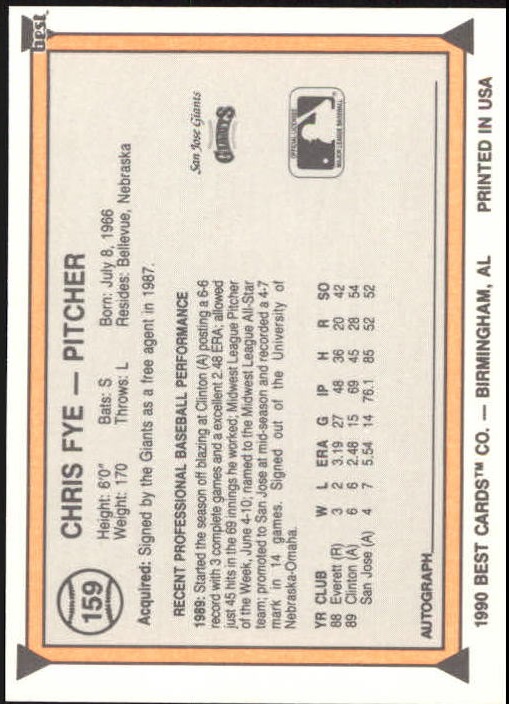 best
159
CHRIS FYE — PITCHER
Height: 6'0" Bats: S Born: July 8, 1966
Weight: 170 Throws: L Resides: Bellevue, Nebraska
Acquired: Signed by the Giants as a free agent in 1987.
San Jose Giants
GIANTS
RECENT PROFESSIONAL BASEBALL PERFORMANCE
1989: Started the season off blazing at Clinton (A) posting a 6-6
record with 3 complete games and a excellent 2.48 ERA; allowed
just 45 hits in the 69 innings he worked; Midwest League Pitcher
of the Week, June 4-10; named to the Midwest League All-Star
team; promoted to San Jose at mid-season and recorded a 4-7
mark in 14 games. Signed out of the University of
Nebraska-Omaha.
OFFICIAL LICENSEE
MAJOR LEAGUE BASEBALL
YR CLUB W L ERA G IP H R SO
88 Everett (R) 3 2 3.19 27 48 36 20 42
89 Clinton (A) 6 6 2.48 15 69 45 28 54
San Jose (A) 4 7 5.54 14 76.1 85 52 52
AUTOGRAPH
1990 BEST CARDS™ CO. — BIRMINGHAM, AL PRINTED IN USA